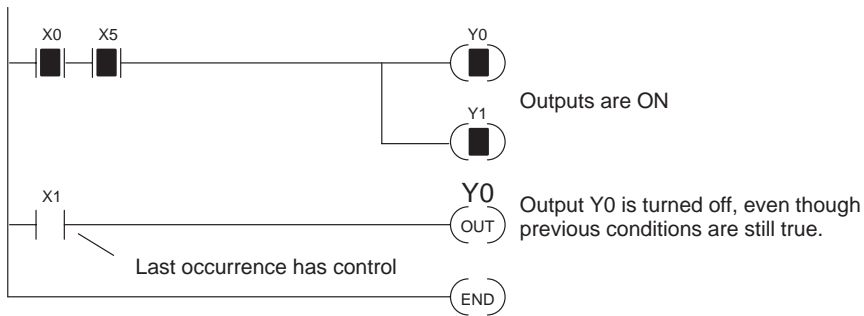 X0 X5 Y0
Outputs are ON
Y1
X1 Y0
Output Y0 is turned off, even though
previous conditions are still true.
OUT
Last occurrence has control
END